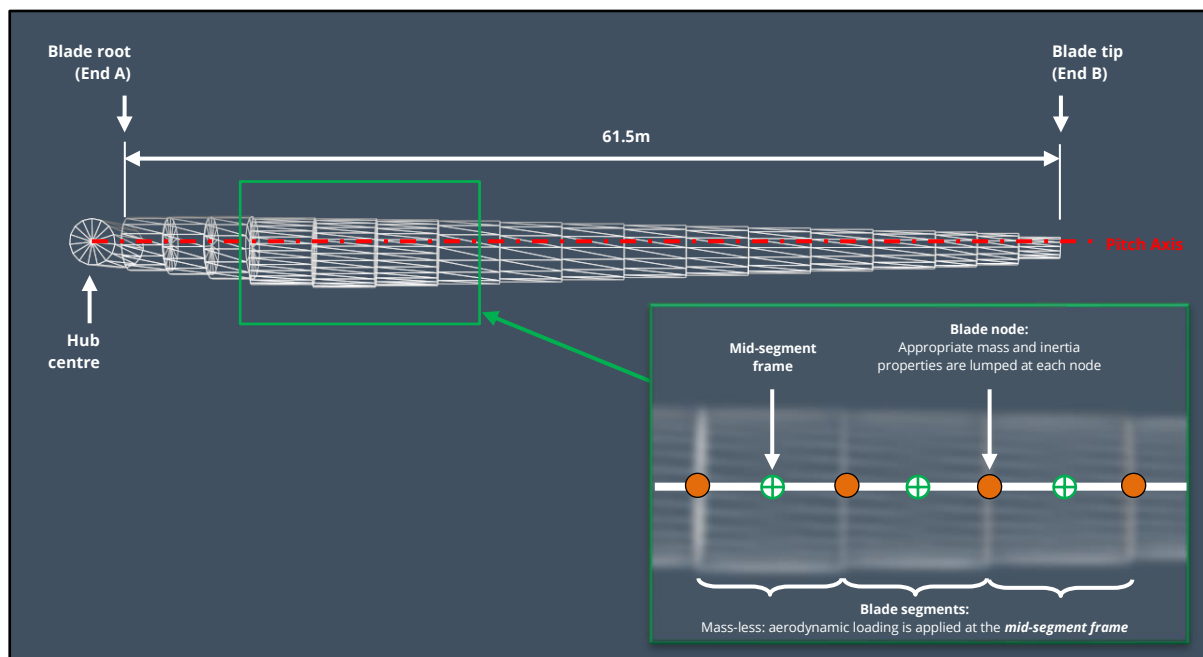 Blade root
(End A)
Blade tip
(End B)
61.5m
Pitch Axis
Hub
centre
Blade node:
Appropriate mass and inertia
properties are lumped at each node
Mid-segment
frame
Blade segments:
Mass-less: aerodynamic loading is applied at the mid-segment frame